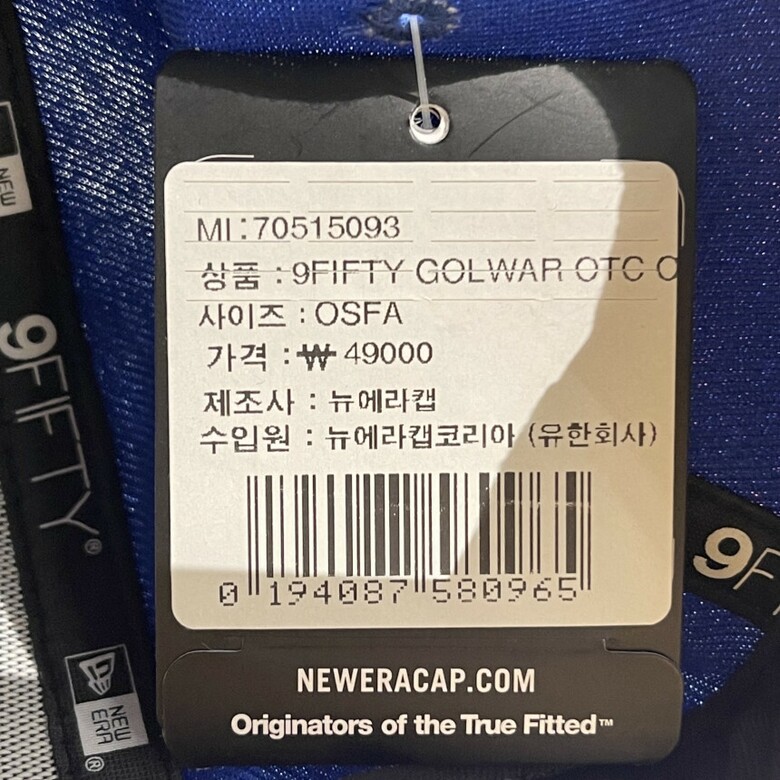 MI:70515093
상품 : 9FIFTY GOLWAR OTC O
사이즈 : OSFA
가격 : ₩ 49000
제조사 : 뉴에라캡
수입원 : 뉴에라캡코리아 (유한회사)
0 194087 580965
NEWERACAP.COM
Originators of the True Fitted™
NEW
9FIFTY®
NEW
ERA®
9F